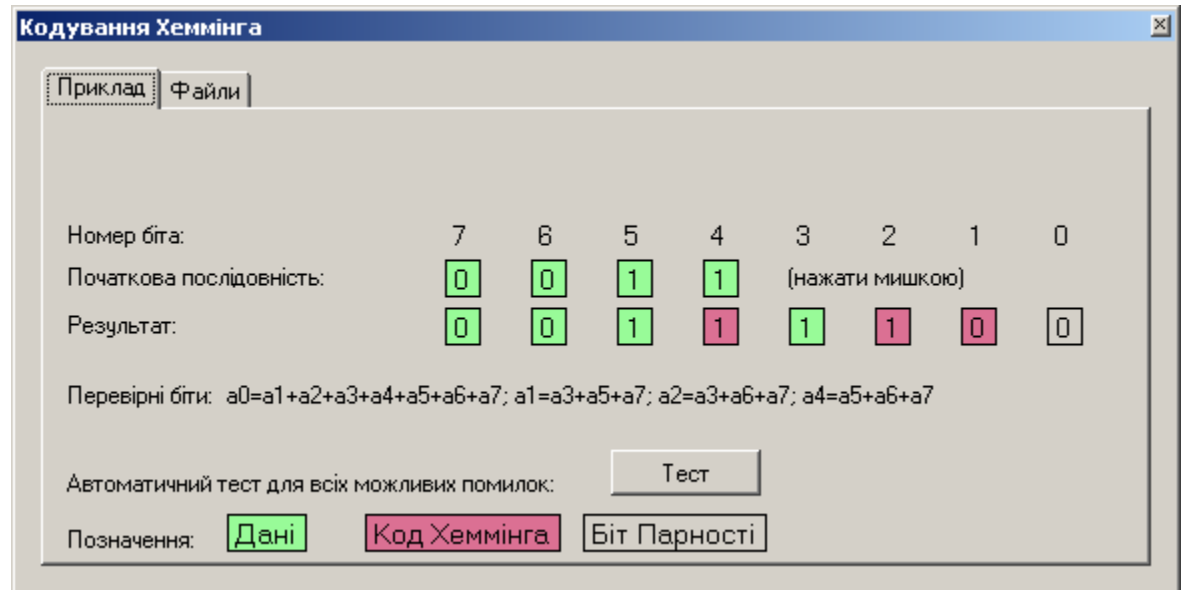 Кодування Хеммінга
Приклад Файли
Номер біта: 7 6 5 4 3 2 1 0
Початкова послідовність: 0 0 1 1 (нажати мишкою)
Результат: 0 0 1 1 1 1 0 0
Перевірні біти: a0=a1+a2+a3+a4+a5+a6+a7; a1=a3+a5+a7; a2=a3+a6+a7; a4=a5+a6+a7
Автоматичний тест для всіх можливих помилок: Тест
Позначення: Дані Код Хеммінга Біт Парності